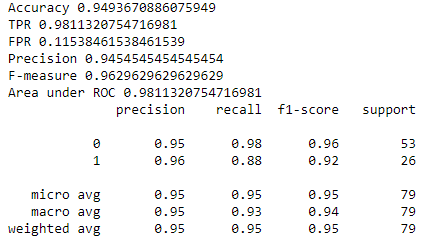 Accuracy 0.9493670886075949
TPR 0.9811320754716981
FPR 0.11538461538461539
Precision 0.9454545454545454
F-measure 0.9629629629629629
Area under ROC 0.9811320754716981
precision recall f1-score support
0 0.95 0.98 0.96 53
1 0.96 0.88 0.92 26
micro avg 0.95 0.95 0.95 79
macro avg 0.95 0.93 0.94 79
weighted avg 0.95 0.95 0.95 79